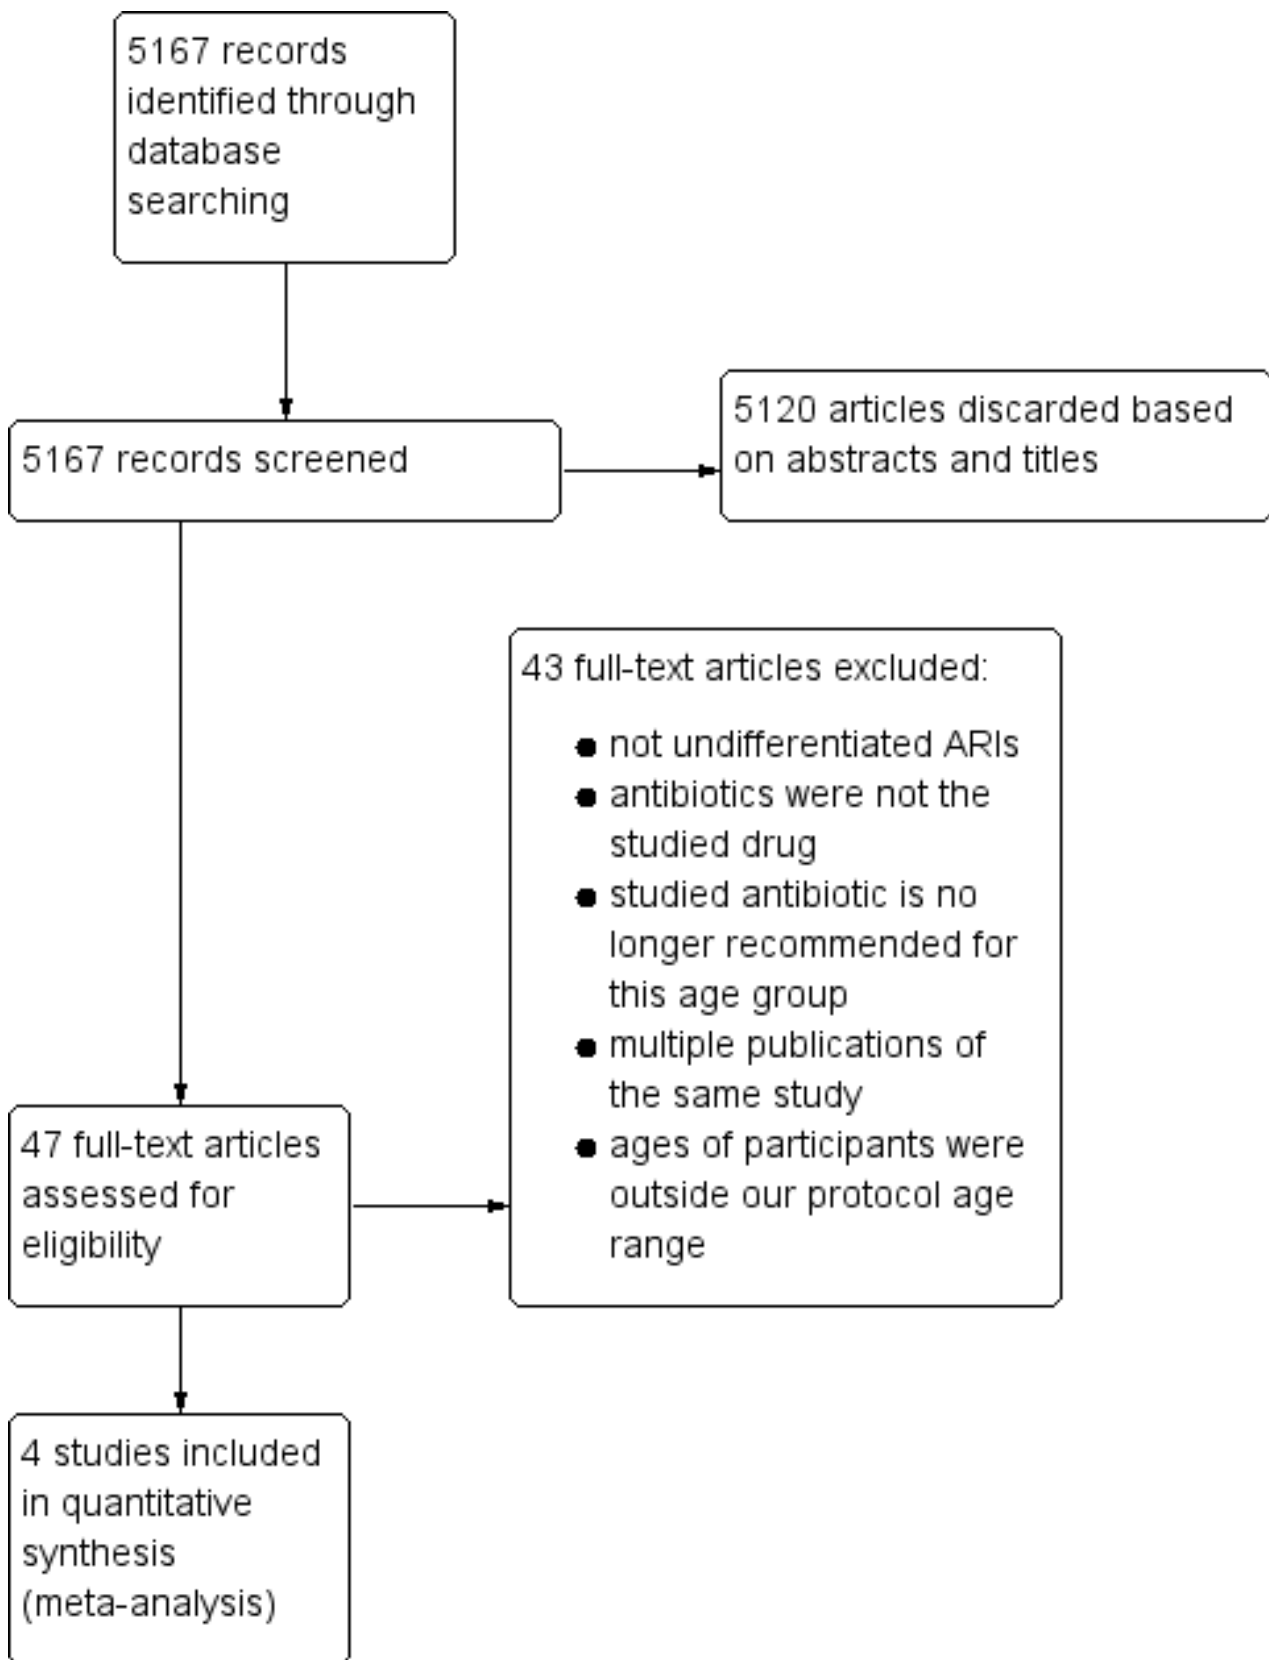 5167 records
identified through
database
searching
5167 records screened
5120 articles discarded based
on abstracts and titles
43 full-text articles excluded:
● not undifferentiated ARIs
● antibiotics were not the
studied drug
● studied antibiotic is no
longer recommended for
this age group
● multiple publications of
the same study
● ages of participants were
outside our protocol age
range
47 full-text articles
assessed for
eligibility
4 studies included
in quantitative
synthesis
(meta-analysis)